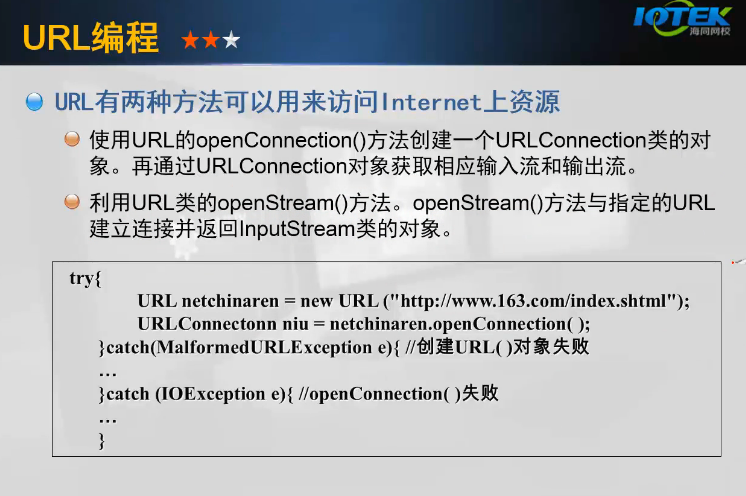 URL编程 ★★★
IOTEK
海同网校
URL有两种方法可以用来访问Internet上资源
使用URL的openConnection()方法创建一个URLConnection类的对
象。再通过URLConnection对象获取相应输入流和输出流。
利用URL类的openStream()方法。openStream()方法与指定的URL
建立连接并返回InputStream类的对象。
try{
URL netchinaren = new URL ("http://www.163.com/index.shtml");
URLConnectonn niu = netchinaren.openConnection( );
}catch(MalformedURLException e){ //创建URL( )对象失败
…
}catch (IOException e){ //openConnection( )失败
…
}